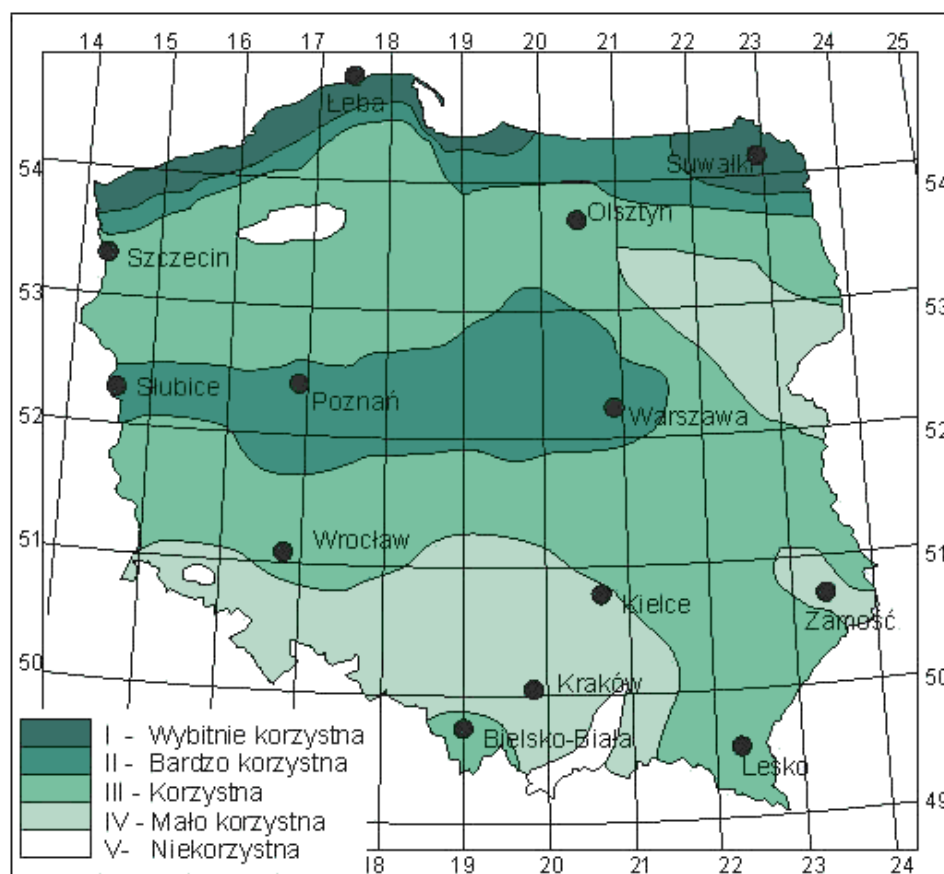 14 15 16 17 18 19 20 21 22 23 24 25
Łeba
54
Suwałki
54
Olsztyn
Szczecin
53
53
Słubice
Poznań
Warszawa
52
52
Wrocław
51
51
Kielce
Zamość
50
50
Kraków
Bielsko-Biała
Lesko
I - Wybitnie korzystna
II - Bardzo korzystna
III - Korzystna
IV - Mało korzystna
V- Niekorzystna
49
18 19 20 21 22 23 24